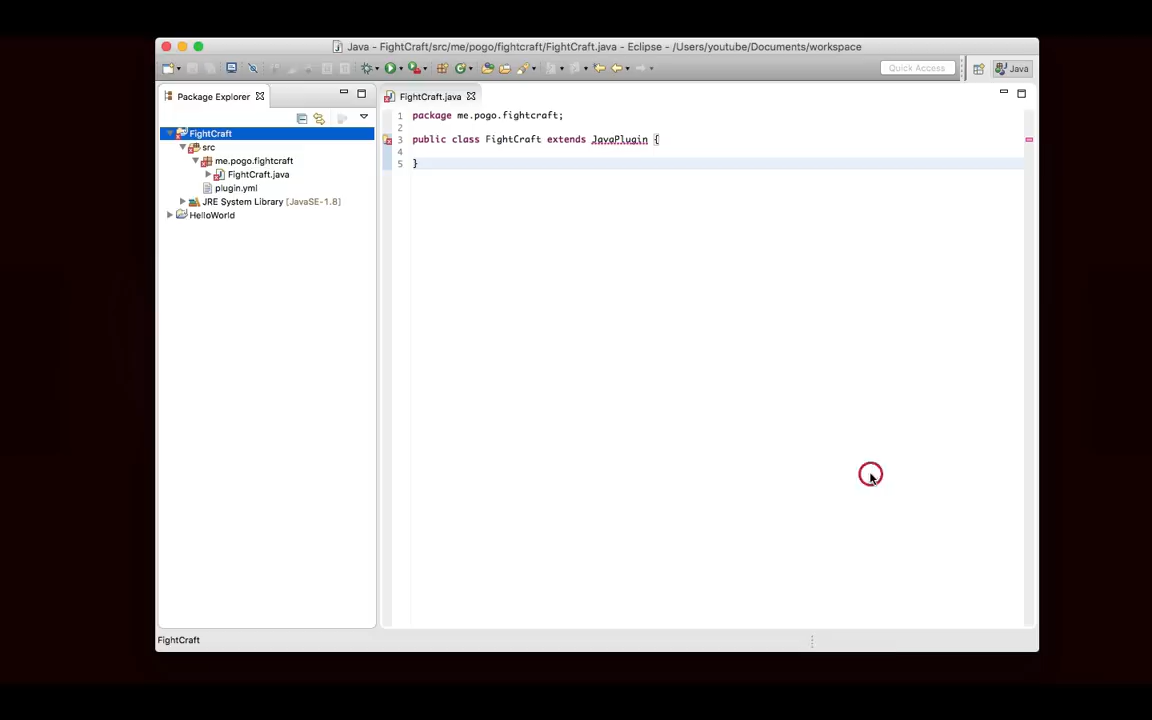 Java - FightCraft/src/me/pogo/fightcraft/FightCraft.java - Eclipse - /Users/youtube/Documents/workspace
Quick Access
Java
Package Explorer
FightCraft.java
FightCraft
src
me.pogo.fightcraft
FightCraft.java
plugin.yml
JRE System Library [JavaSE-1.8]
HelloWorld
1 package me.pogo.fightcraft;
2
3 public class FightCraft extends JavaPlugin {
4
5 }
FightCraft